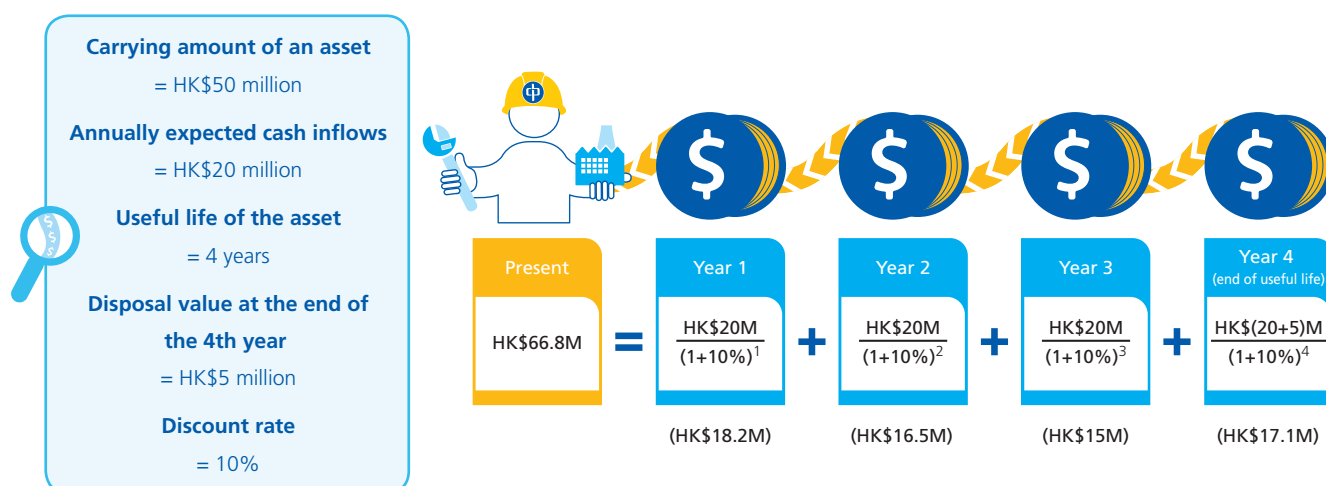 Carrying amount of an asset
= HK$50 million
Annually expected cash inflows
= HK$20 million
Useful life of the asset
= 4 years
Disposal value at the end of
the 4th year
= HK$5 million
Discount rate
= 10%
$ $ $
$ $ $ $
Present
HK$66.8M
=
Year 1
HK$20M
(1+10%)¹
(HK$18.2M)
+
Year 2
HK$20M
(1+10%)²
(HK$16.5M)
+
Year 3
HK$20M
(1+10%)³
(HK$15M)
+
Year 4
(end of useful life)
HK$(20+5)M
(1+10%)⁴
(HK$17.1M)